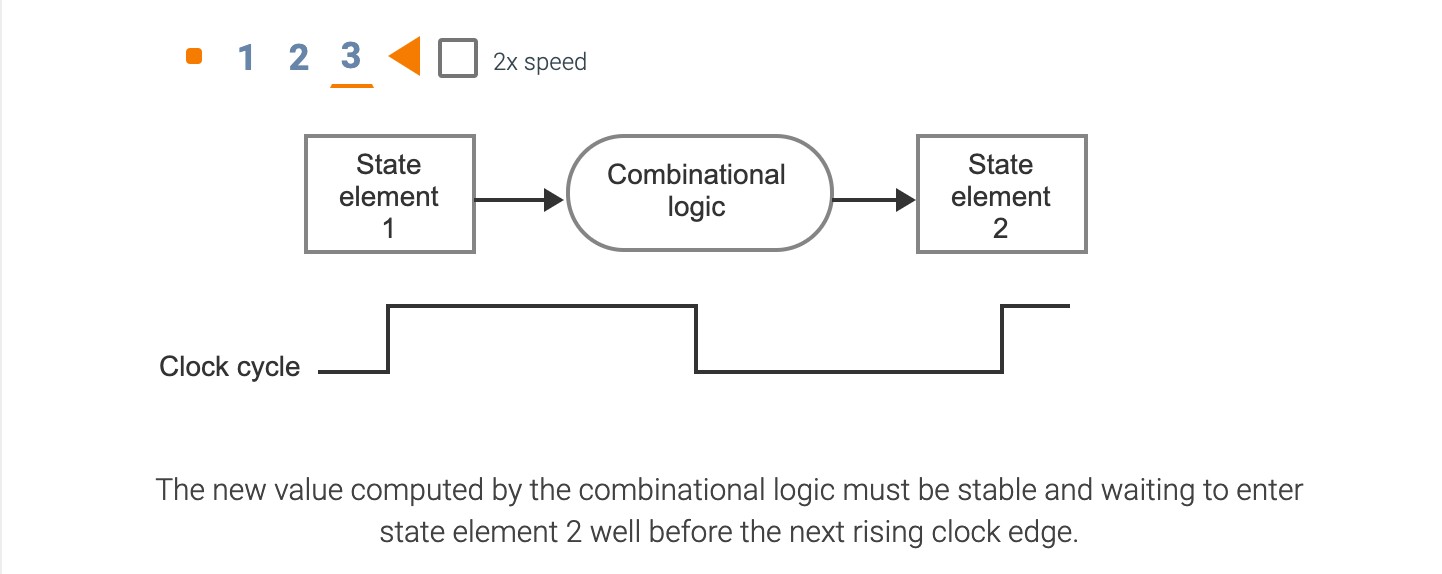 1 2 3 2x speed
State element 1
Combinational logic
State element 2
Clock cycle
The new value computed by the combinational logic must be stable and waiting to enter
state element 2 well before the next rising clock edge.